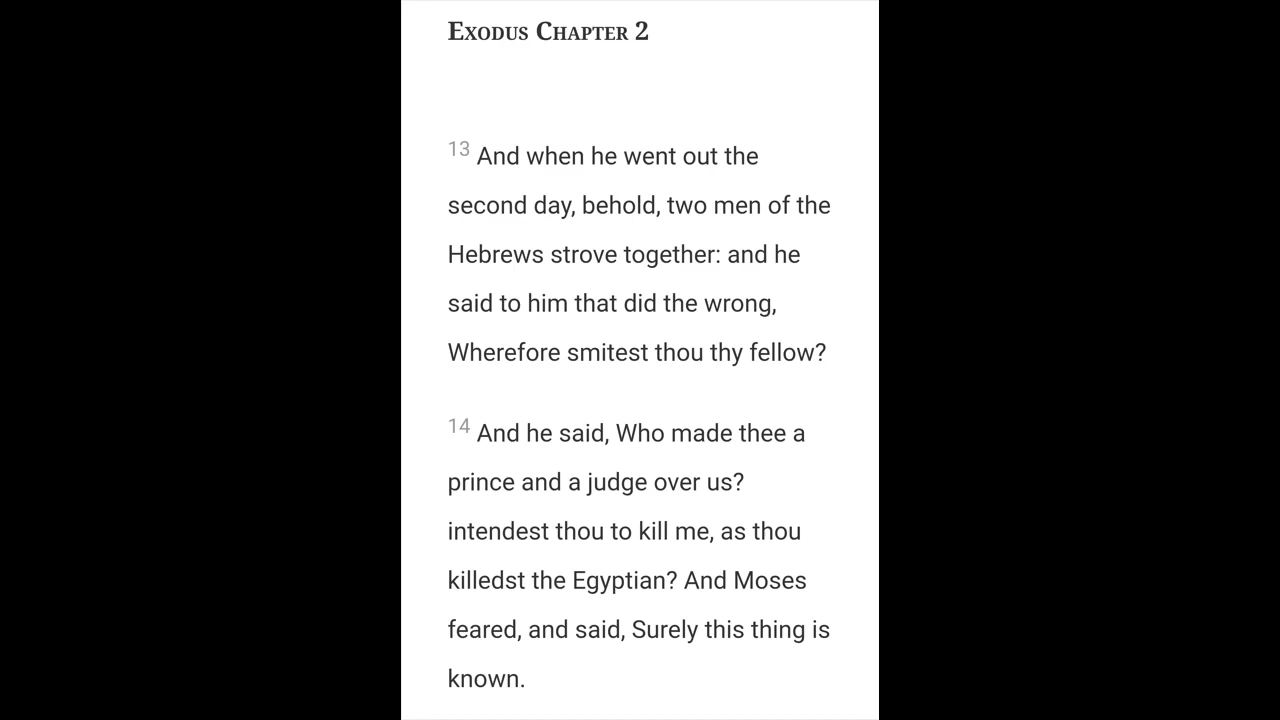 Exodus Chapter 2
13 And when he went out the
second day, behold, two men of the
Hebrews strove together: and he
said to him that did the wrong,
Wherefore smitest thou thy fellow?
14 And he said, Who made thee a
prince and a judge over us?
intendest thou to kill me, as thou
killedst the Egyptian? And Moses
feared, and said, Surely this thing is
known.